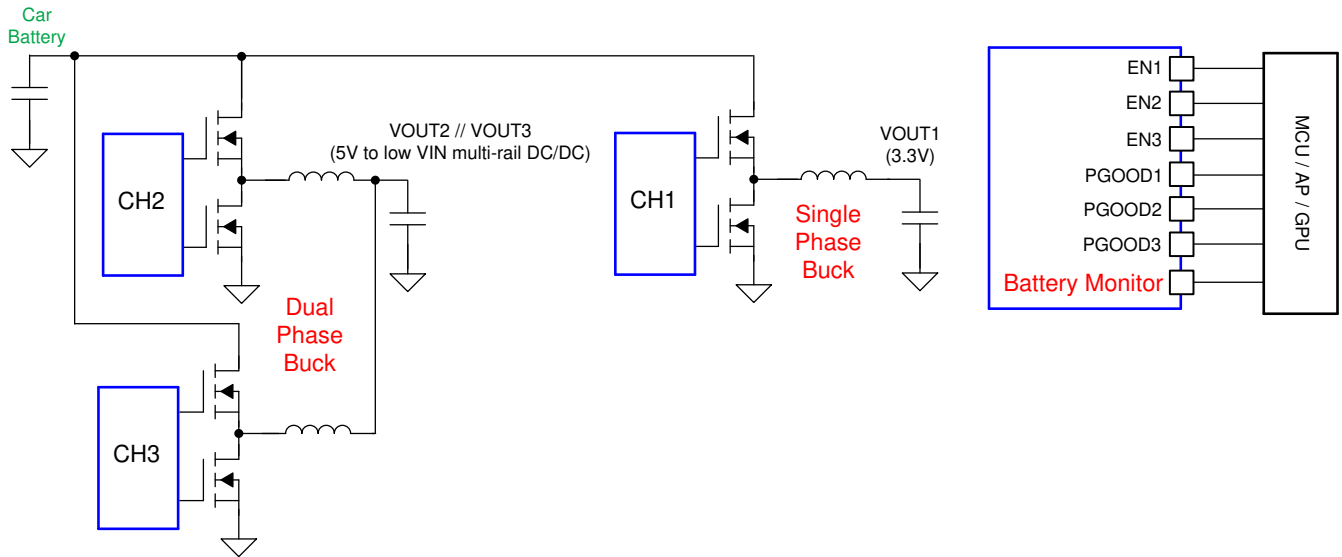 Car
Battery
CH2
VOUT2 // VOUT3
(5V to low VIN multi-rail DC/DC)
Dual
Phase
Buck
CH3
CH1
VOUT1
(3.3V)
Single
Phase
Buck
EN1
EN2
EN3
PGOOD1
PGOOD2
PGOOD3
Battery Monitor
MCU / AP / GPU